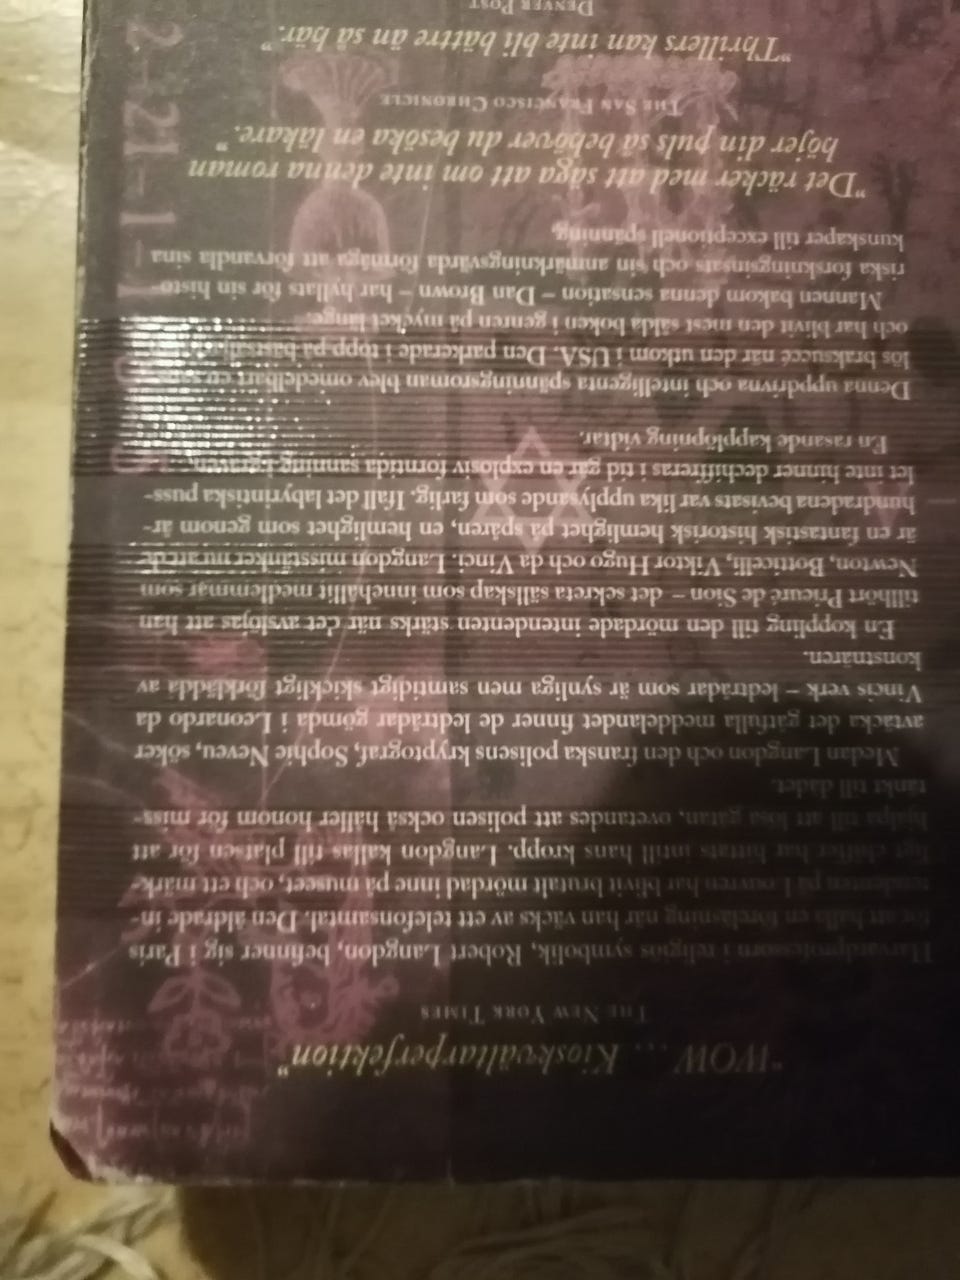 "WOW ... Kioskvältarperfektion"
THE NEW YORK TIMES
Harvardprofessorn i religiös symbolik, Robert Langdon, befinner sig i Paris
för att hålla en föreläsning när han väcks av ett telefonsamtal. Den åldrade in-
tendenten på Louvren har blivit brutalt mördad inne på museet, och ett märk-
ligt chiffer har hittats intill hans kropp. Langdon kallas till platsen för att
hjälpa till att lösa gåtan, ovetandes att polisen också håller honom för miss-
tänkt till dådet.
Medan Langdon och den franska polisens kryptograf, Sophie Neveu, söker
avtäcka det gåtfulla meddelandet finner de ledtrådar gömda i Leonardo da
Vincis verk – ledtrådar som är synliga men samtidigt skickligt förklädda av
konstnären.
En koppling till den mördade intendenten stärks när det avslöjas att han
tillhört Prieuré de Sion – det sekreta sällskap som innehållit medlemmar som
Newton, Botticelli, Viktor Hugo och da Vinci. Langdon misstänker nu att de
är en fantastisk historisk hemlighet på spåren, en hemlighet som genom år-
hundradena bevisats var lika upplysande som farlig. Ifall det labyrintiska puss-
let inte hinner dechiffreras i tid går en explosiv forntida sanning i graven...
En rasande kapplöpning vidtar.
Denna uppdrivna och intelligenta spänningsroman blev omedelbart en
lös braksuccé när den utkom i USA. Den parkerade i topp på
och har blivit den mest sålda boken i genren på mycket länge.
Mannen bakom denna sensation – Dan Brown – har hyllats för sin histo-
riska forskningsinsats och sin anmärkningsvärda förmåga att förvandla sina
kunskaper till exceptionell spänning.
"Det räcker med att säga att om inte denna roman
höjer din puls så behöver du besöka en läkare."
THE SAN FRANCISCO CHRONICLE
"Thrillers kan inte bli bättre än så här."
DENVER POST